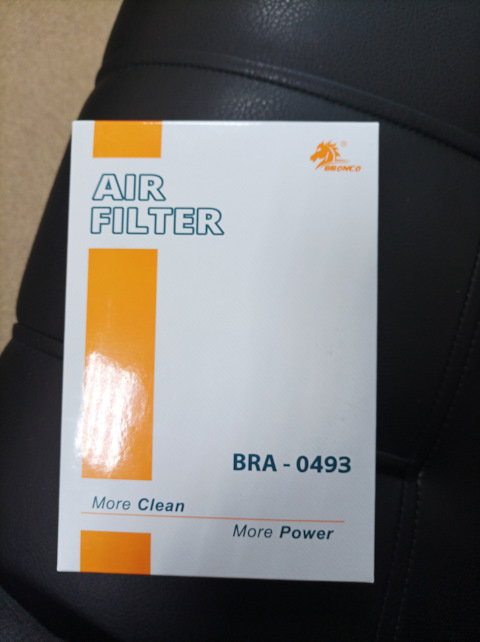 BRONCO
AIR
FILTER
BRA - 0493
More Clean
More Power